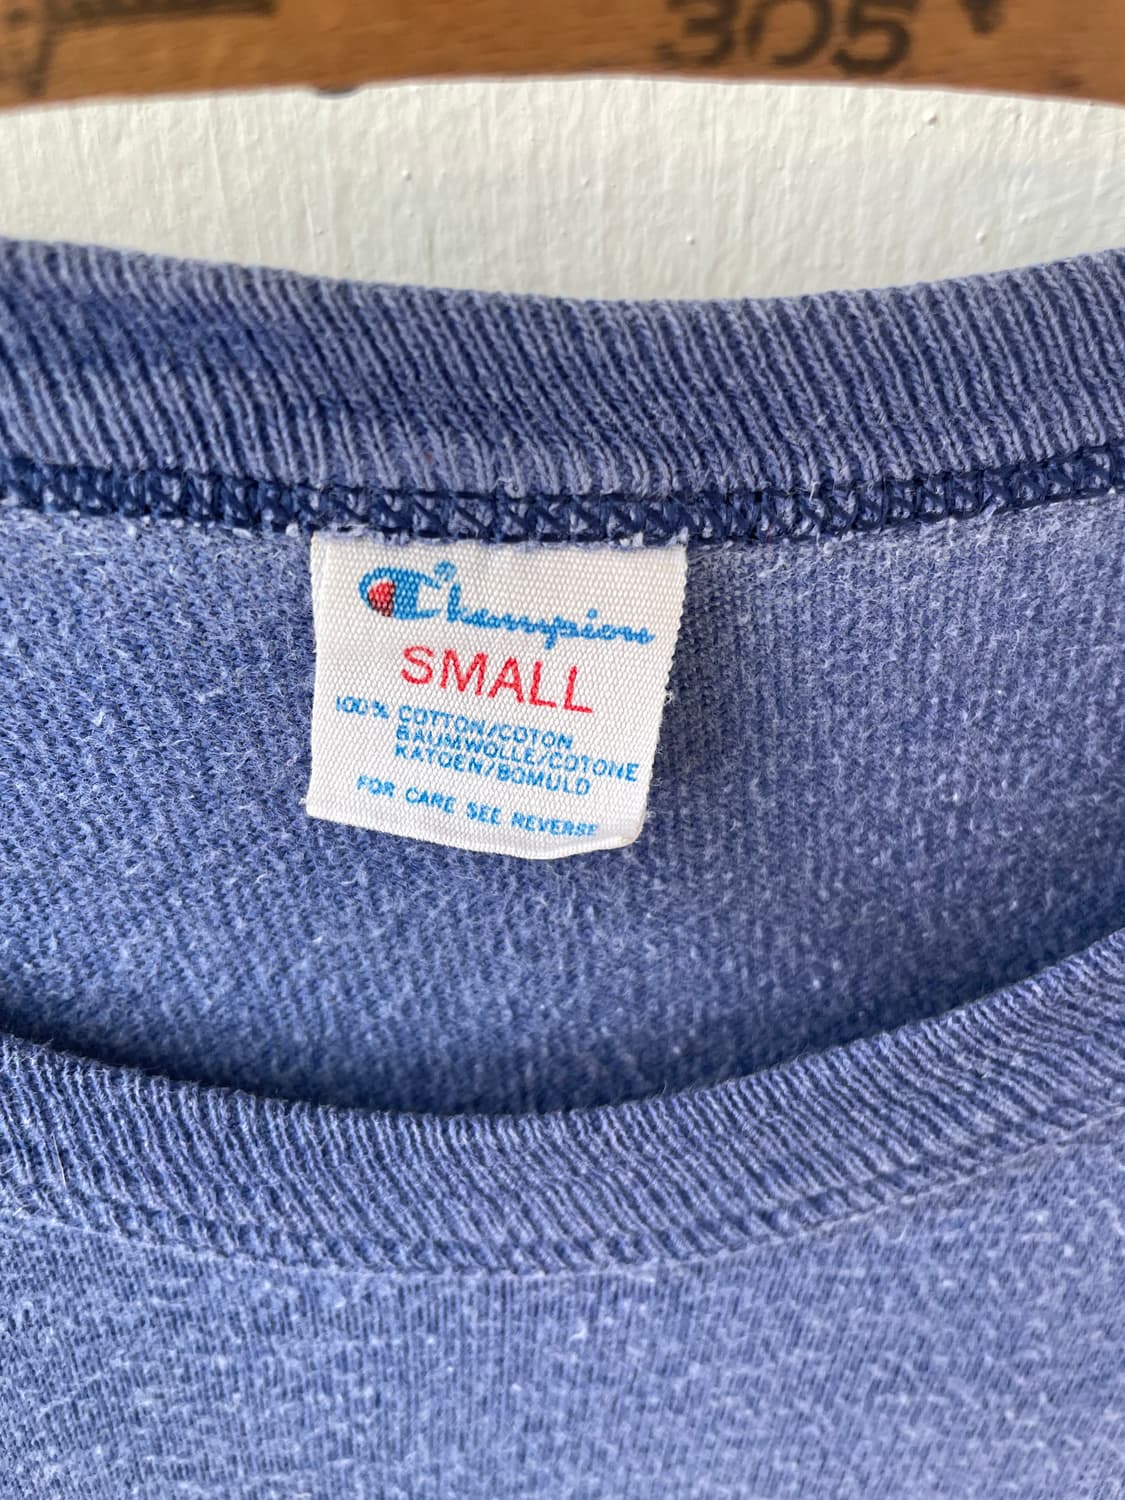 305
Champion
SMALL
100% COTTON/COTON
BAUMWOLLE/COTONE
KATOEN/BOMULD
FOR CARE SEE REVERSE